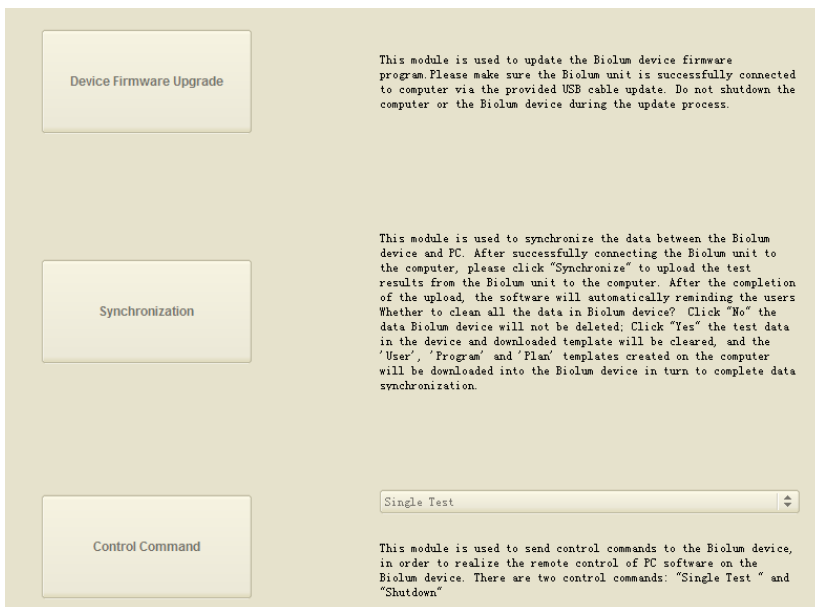 Device Firmware Upgrade
This module is used to update the Biolum device firmware
program.Please make sure the Biolum unit is successfully connected
to computer via the provided USB cable update. Do not shutdown the
computer or the Biolum device during the update process.
Synchronization
This module is used to synchronize the data between the Biolum
device and PC. After successfully connecting the Biolum unit to
the computer, please click "Synchronize" to upload the test
results from the Biolum unit to the computer. After the completion
of the upload, the software will automatically reminding the users
Whether to clean all the data in Biolum device? Click "No" the
data Biolum device will not be deleted; Click "Yes" the test data
in the device and downloaded template will be cleared, and the
'User', 'Program' and 'Plan' templates created on the computer
will be downloaded into the Biolum device in turn to complete data
synchronization.
Control Command
Single Test
This module is used to send control commands to the Biolum device,
in order to realize the remote control of PC software on the
Biolum device. There are two control commands: "Single Test " and
"Shutdown"